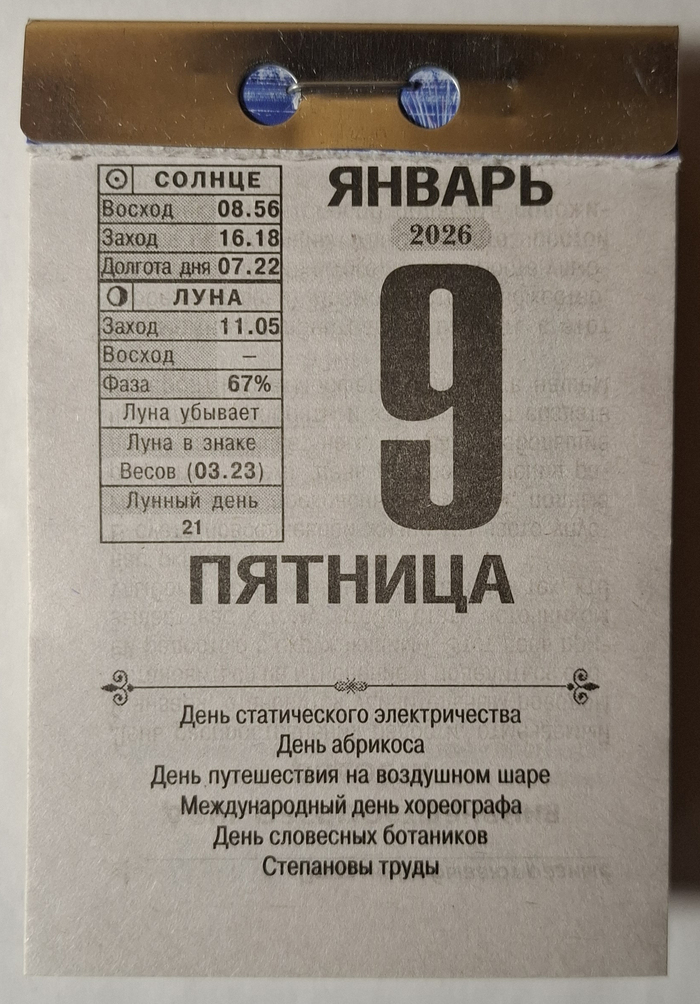 СОЛНЦЕ
Восход 08.56
Заход 16.18
Долгота дня 07.22
ЛУНА
Заход 11.05
Восход –
Фаза 67%
Луна убывает
Луна в знаке
Весов (03.23)
Лунный день
21
ЯНВАРЬ
2026
9
ПЯТНИЦА
День статического электричества
День абрикоса
День путешествия на воздушном шаре
Международный день хореографа
День словесных ботаников
Степановы труды